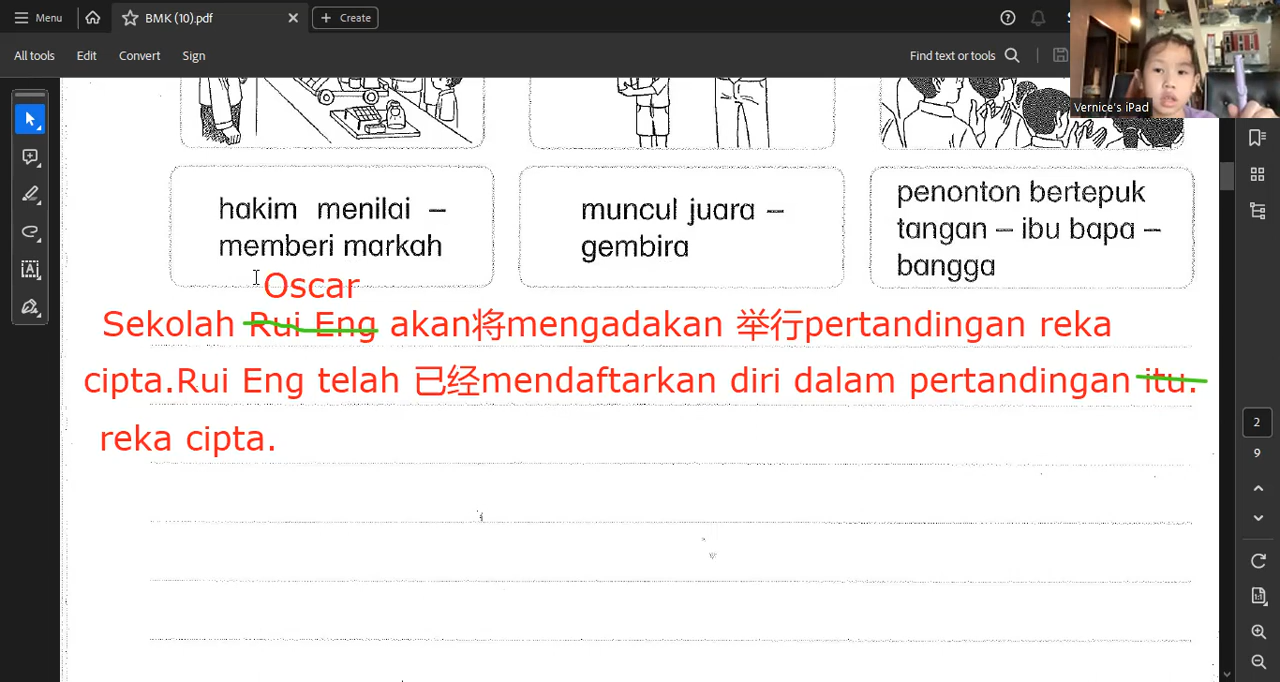 Menu
BMK (10).pdf
Create
All tools
Edit
Convert
Sign
Find text or tools
Vernice's iPad
hakim menilai –
memberi markah
muncul juara –
gembira
penonton bertepuk
tangan – ibu bapa –
bangga
Oscar
Sekolah Rui Eng akan将mengadakan 举行pertandingan reka
cipta.Rui Eng telah 已经mendaftarkan diri dalam pertandingan itu.
reka cipta.
2
9